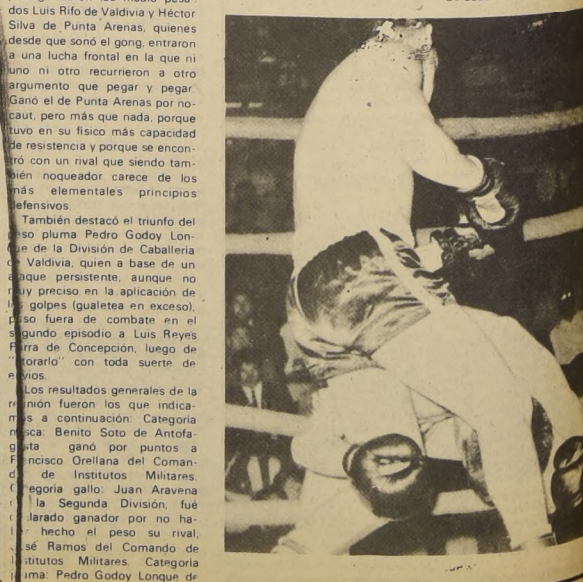 dos Luis Rifo de Valdivia y Héctor
Silva de Punta Arenas, quienes
desde que sonó el gong, entraron
a una lucha frontal en la que ni
uno ni otro recurrieron a otro
argumento que pegar y pegar.
Ganó el de Punta Arenas por no-
caut, pero más que nada, porque
tuvo en su físico más capacidad
de resistencia y porque se encon-
tró con un rival que siendo tam-
bién noqueador carece de los
más elementales principios
defensivos.
También destacó el triunfo del
peso pluma Pedro Godoy Lon-
que de la División de Caballería
de Valdivia, quien a base de un
ataque persistente, aunque no
muy preciso en la aplicación de
los golpes (gualetea en exceso),
puso fuera de combate en el
segundo episodio a Luis Reyes
Parra de Concepción, luego de
"torarlo" con toda suerte de
envíos.
Los resultados generales de la
reunión fueron los que indica-
mos a continuación: Categoría
mosca: Benito Soto de Antofa-
gasta ganó por puntos a
Francisco Orellana del Coman-
do de Institutos Militares.
Categoría gallo: Juan Aravena
de la Segunda División, fué
declarado ganador por no ha-
ber hecho el peso su rival,
José Ramos del Comando de
Institutos Militares. Categoría
pluma: Pedro Godoy Lonque de